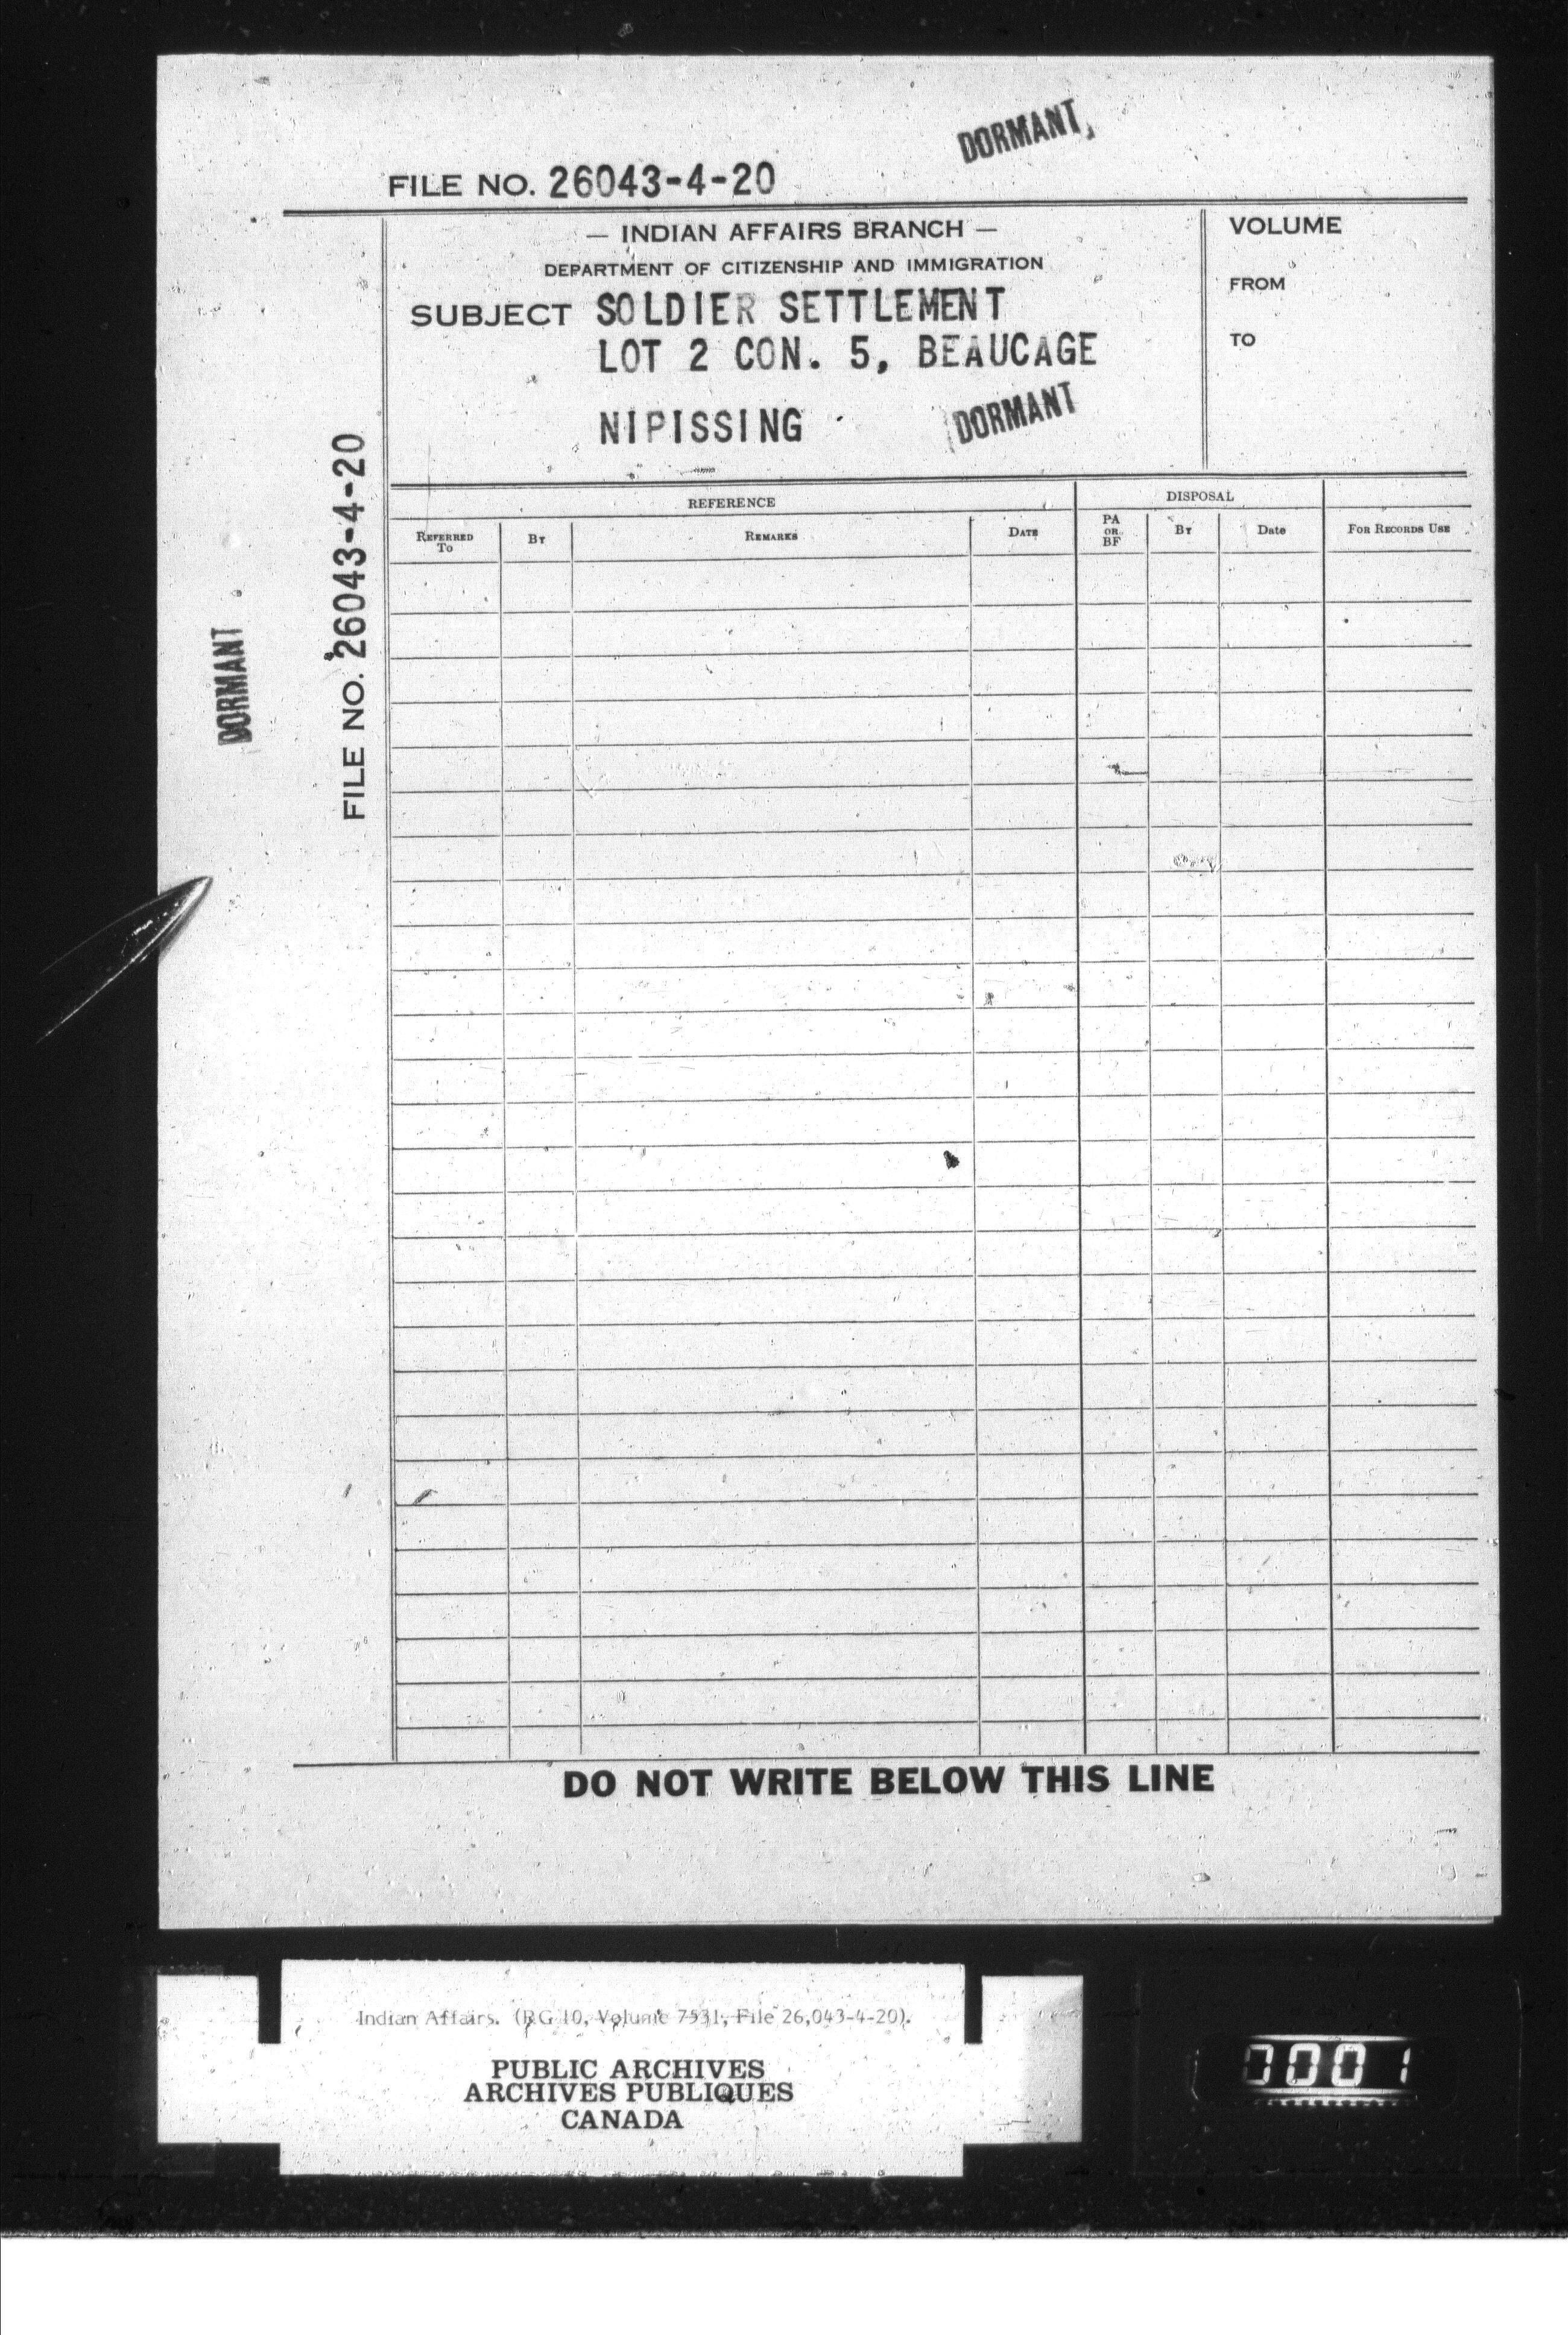 DORMANT
FILE NO. 26043-4-20
— INDIAN AFFAIRS BRANCH —
DEPARTMENT OF CITIZENSHIP AND IMMIGRATION
SUBJECT SOLDIER SETTLEMENT
LOT 2 CON. 5, BEAUCAGE
NIPISSING
DORMANT
VOLUME
FROM
TO
FILE NO. 26043-4-20
DORMANT
REFERENCE
DISPOSAL
REFERRED TO
BY
REMARKS
DATE
PA OR BF
BY
Date
FOR RECORDS USE
DO NOT WRITE BELOW THIS LINE
Indian Affairs. (RG 10, Volume 7531, File 26,043-4-20).
PUBLIC ARCHIVES
ARCHIVES PUBLIQUES
CANADA
0001